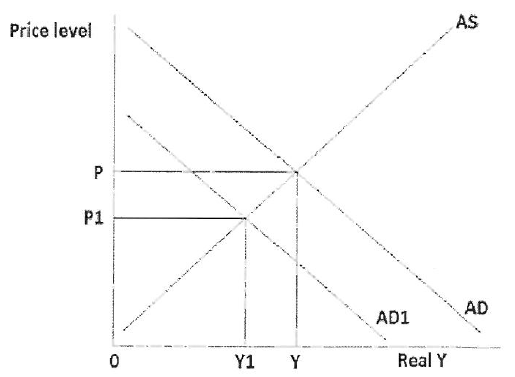 Price level
AS
P
P1
AD1
AD
0
Y1
Y
Real Y